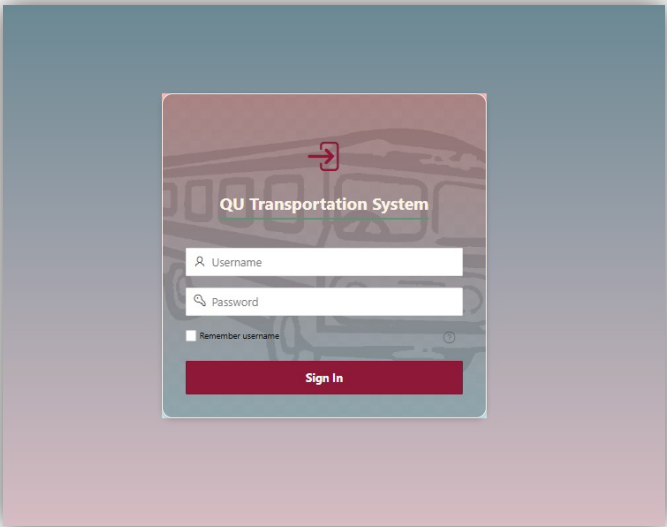 QU Transportation System
Username
Password
Remember username
Sign In